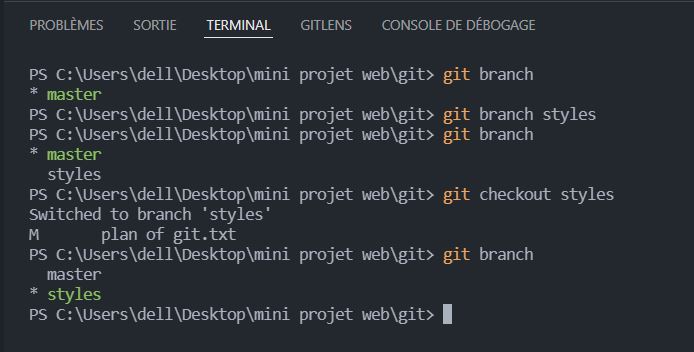 PROBLÈMES SORTIE TERMINAL GITLENS CONSOLE DE DÉBOGAGE
PS C:\Users\dell\Desktop\mini projet web\git> git branch
* master
PS C:\Users\dell\Desktop\mini projet web\git> git branch styles
PS C:\Users\dell\Desktop\mini projet web\git> git branch
* master
  styles
PS C:\Users\dell\Desktop\mini projet web\git> git checkout styles
Switched to branch 'styles'
M       plan of git.txt
PS C:\Users\dell\Desktop\mini projet web\git> git branch
  master
* styles
PS C:\Users\dell\Desktop\mini projet web\git>